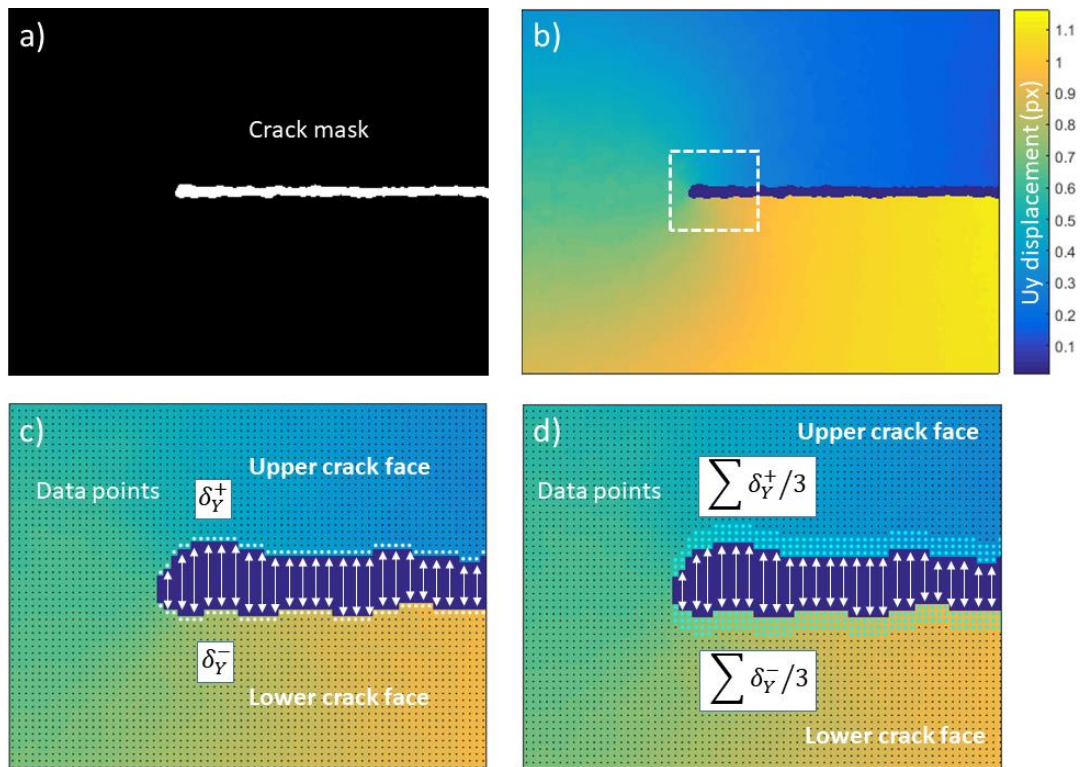 a)
Crack mask
b)
Uy displacement (px)
1.1
1
0.9
0.8
0.7
0.6
0.5
0.4
0.3
0.2
0.1
c)
Upper crack face
Data points
δ_Y^+
δ_Y^-
Lower crack face
d)
Upper crack face
Data points
∑ δ_Y^+/3
∑ δ_Y^-/3
Lower crack face